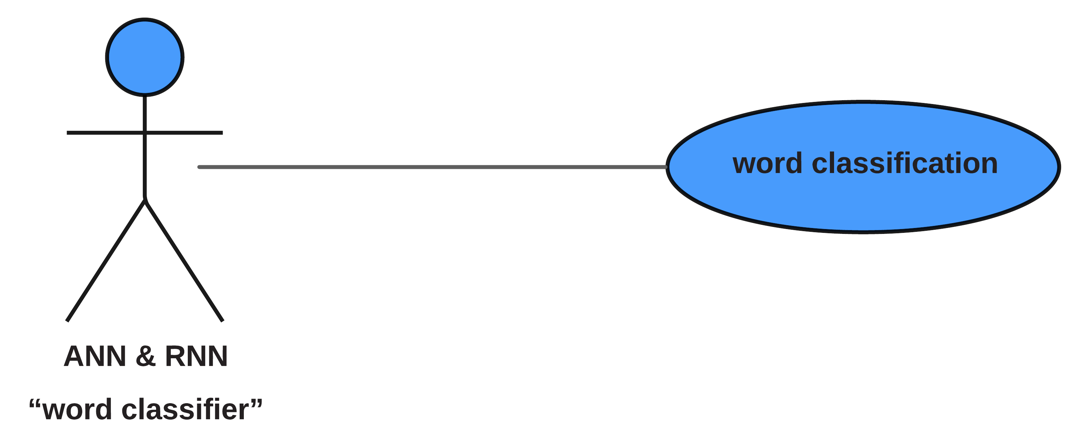 word classification
ANN & RNN
“word classifier”